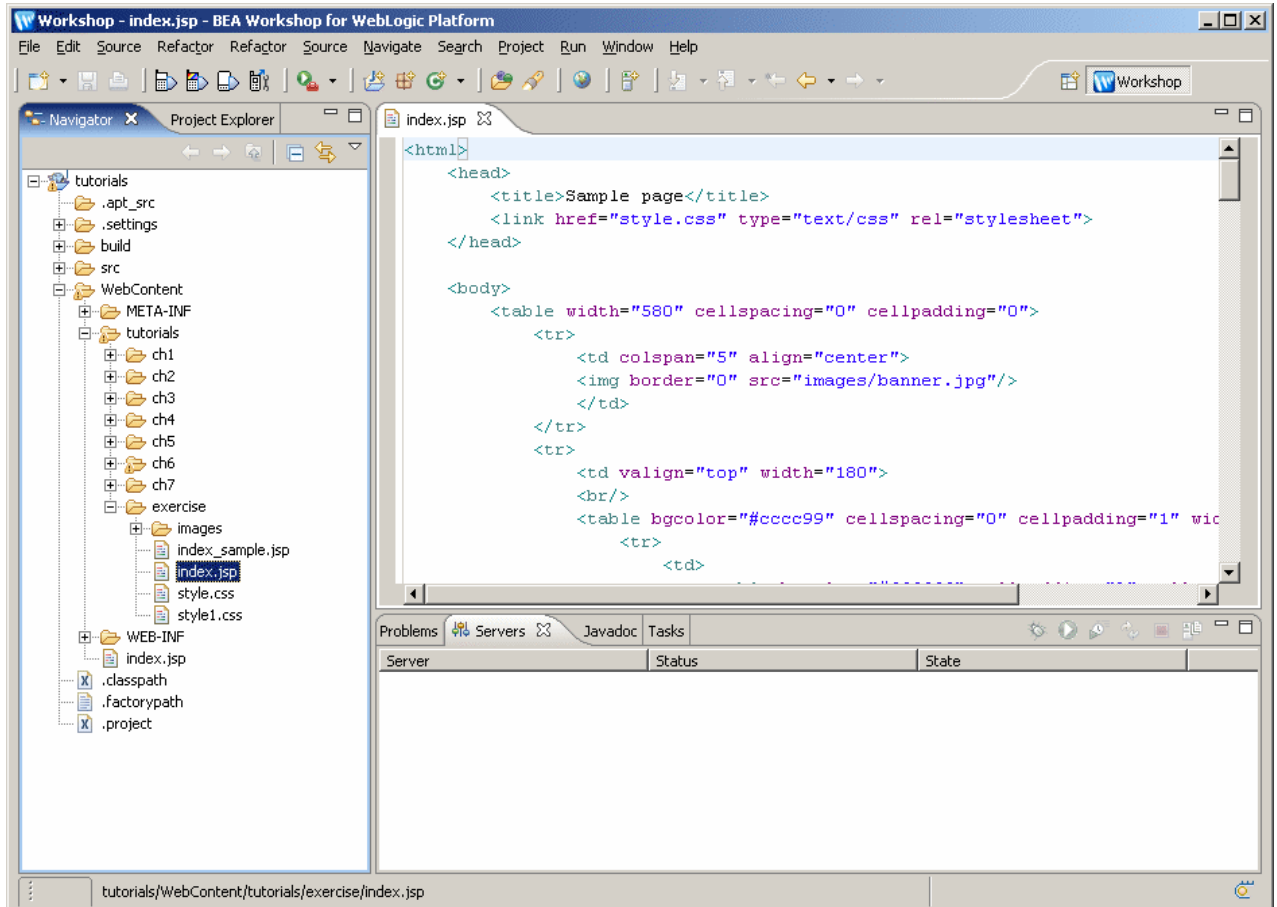 Workshop - index.jsp - BEA Workshop for WebLogic Platform
File Edit Source Refactor Refactor Source Navigate Search Project Run Window Help
Workshop
Navigator Project Explorer
tutorials
.apt_src
.settings
build
src
WebContent
META-INF
tutorials
ch1
ch2
ch3
ch4
ch5
ch6
ch7
exercise
images
index_sample.jsp
index.jsp
style.css
style1.css
WEB-INF
index.jsp
.classpath
.factorypath
.project
index.jsp
<html>
<head>
<title>Sample page</title>
<link href="style.css" type="text/css" rel="stylesheet">
</head>
<body>
<table width="580" cellspacing="0" cellpadding="0">
<tr>
<td colspan="5" align="center">
<img border="0" src="images/banner.jpg"/>
</td>
</tr>
<tr>
<td valign="top" width="180">
<br/>
<table bgcolor="#cccc99" cellspacing="0" cellpadding="1" wid
<tr>
<td>
Problems Servers Javadoc Tasks
Server Status State
tutorials/WebContent/tutorials/exercise/index.jsp